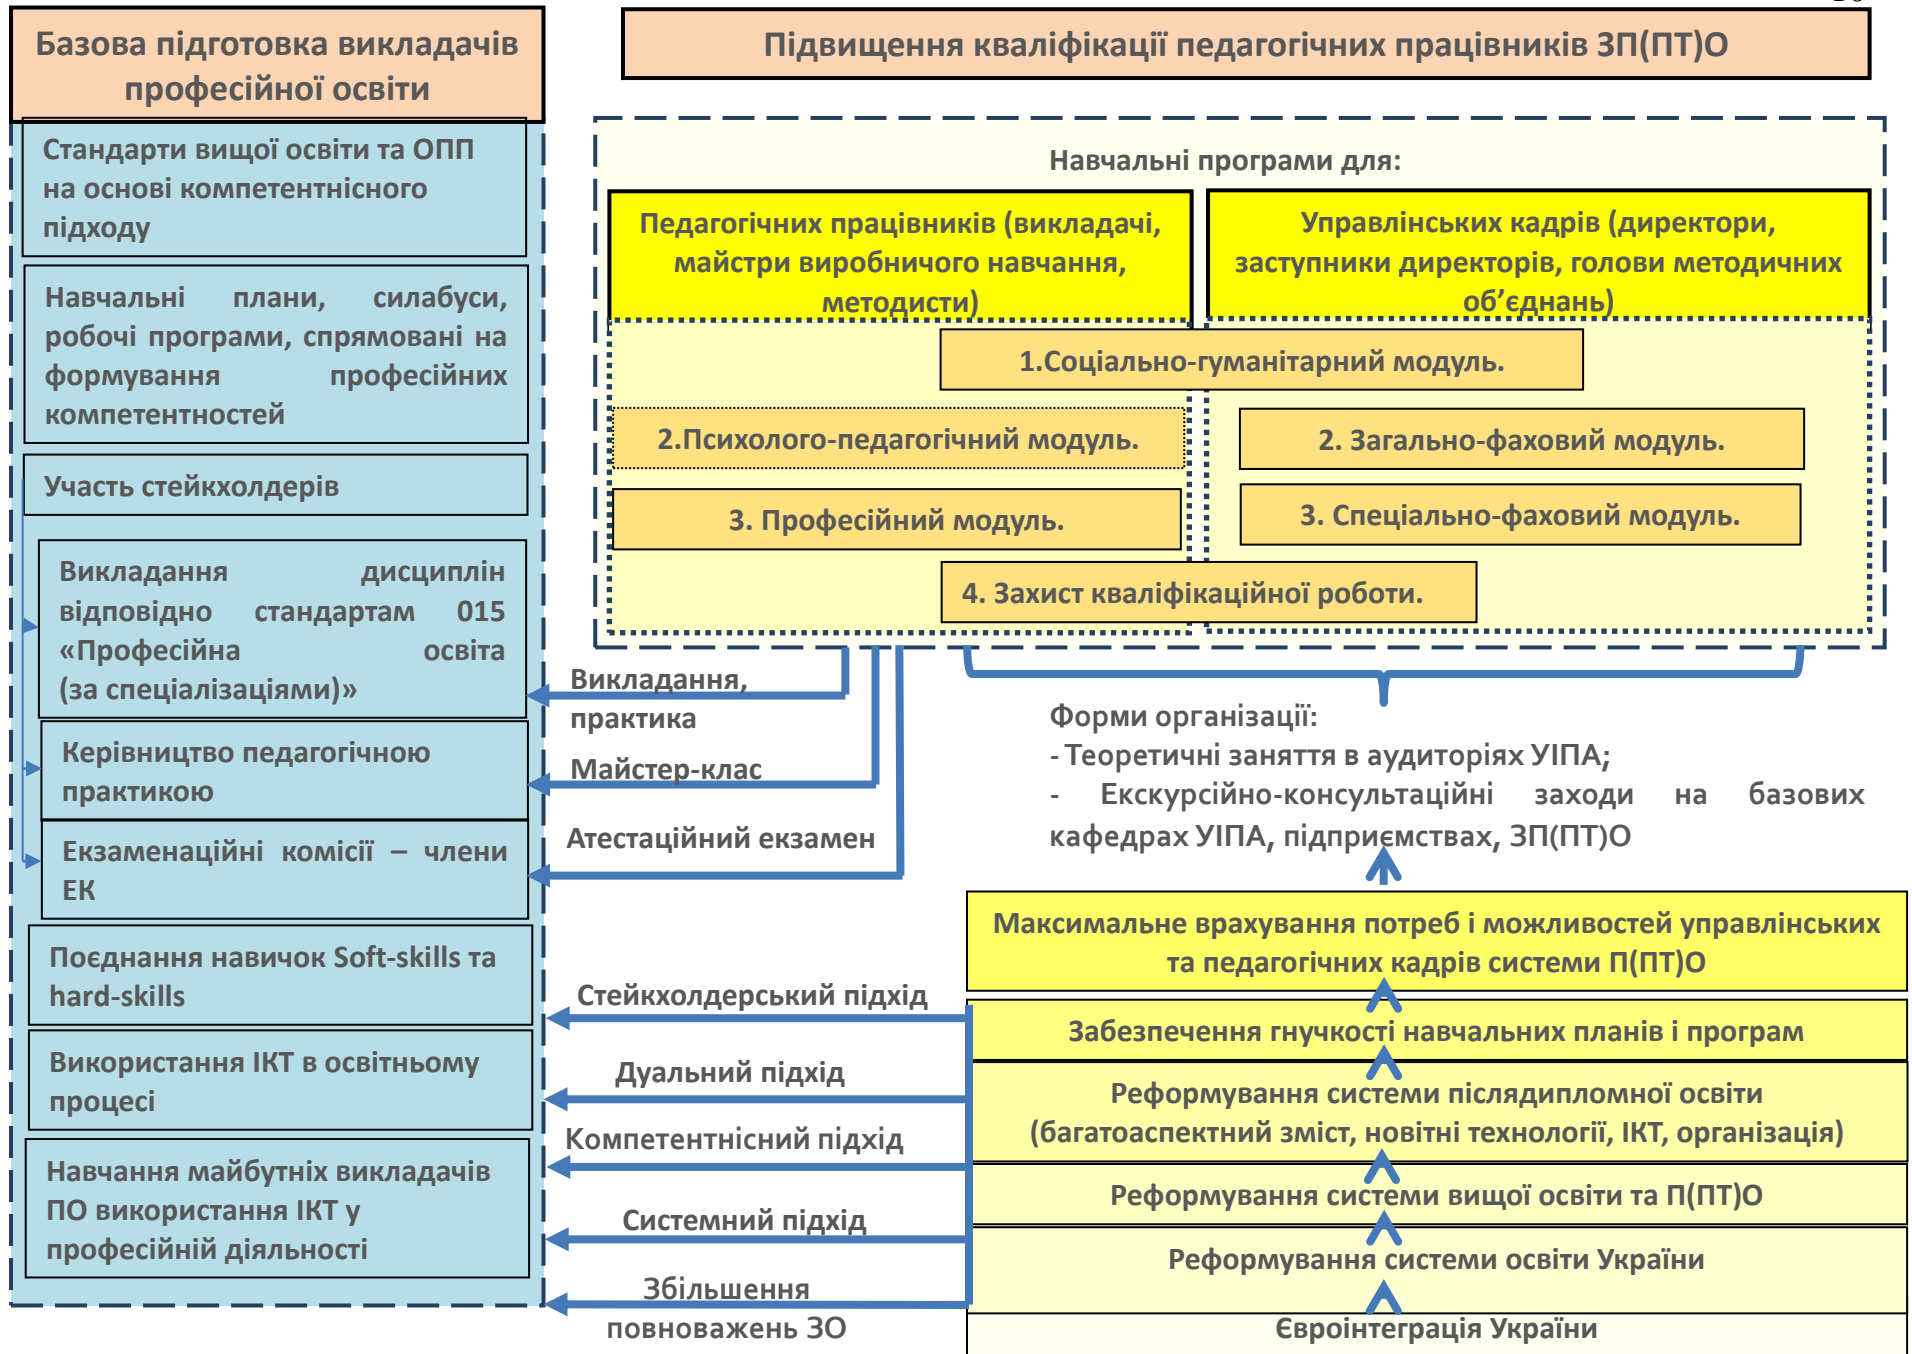 Базова підготовка викладачів
професійної освіти
Стандарти вищої освіти та ОПП
на основі компетентнісного
підходу
Навчальні плани, силабуси,
робочі програми, спрямовані на
формування професійних
компетентностей
Участь стейкхолдерів
Викладання дисциплін
відповідно стандартам 015
«Професійна освіта
(за спеціалізаціями)»
Керівництво педагогічною
практикою
Екзаменаційні комісії – члени
ЕК
Поєднання навичок Soft-skills та
hard-skills
Використання ІКТ в освітньому
процесі
Навчання майбутніх викладачів
ПО використання ІКТ у
професійній діяльності
Викладання,
практика
Майстер-клас
Атестаційний екзамен
Стейкхолдерський підхід
Дуальний підхід
Компетентнісний підхід
Системний підхід
Збільшення
повноважень ЗО
Підвищення кваліфікації педагогічних працівників ЗП(ПТ)О
Навчальні програми для:
Педагогічних працівників (викладачі,
майстри виробничого навчання,
методисти)
Управлінських кадрів (директори,
заступники директорів, голови методичних
об’єднань)
1.Соціально-гуманітарний модуль.
2.Психолого-педагогічний модуль.
2. Загально-фаховий модуль.
3. Професійний модуль.
3. Спеціально-фаховий модуль.
4. Захист кваліфікаційної роботи.
Форми організації:
- Теоретичні заняття в аудиторіях УІПА;
- Екскурсійно-консультаційні заходи на базових
кафедрах УІПА, підприємствах, ЗП(ПТ)О
Максимальне врахування потреб і можливостей управлінських
та педагогічних кадрів системи П(ПТ)О
Забезпечення гнучкості навчальних планів і програм
Реформування системи післядипломної освіти
(багатоаспектний зміст, новітні технології, ІКТ, організація)
Реформування системи вищої освіти та П(ПТ)О
Реформування системи освіти України
Євроінтеграція України